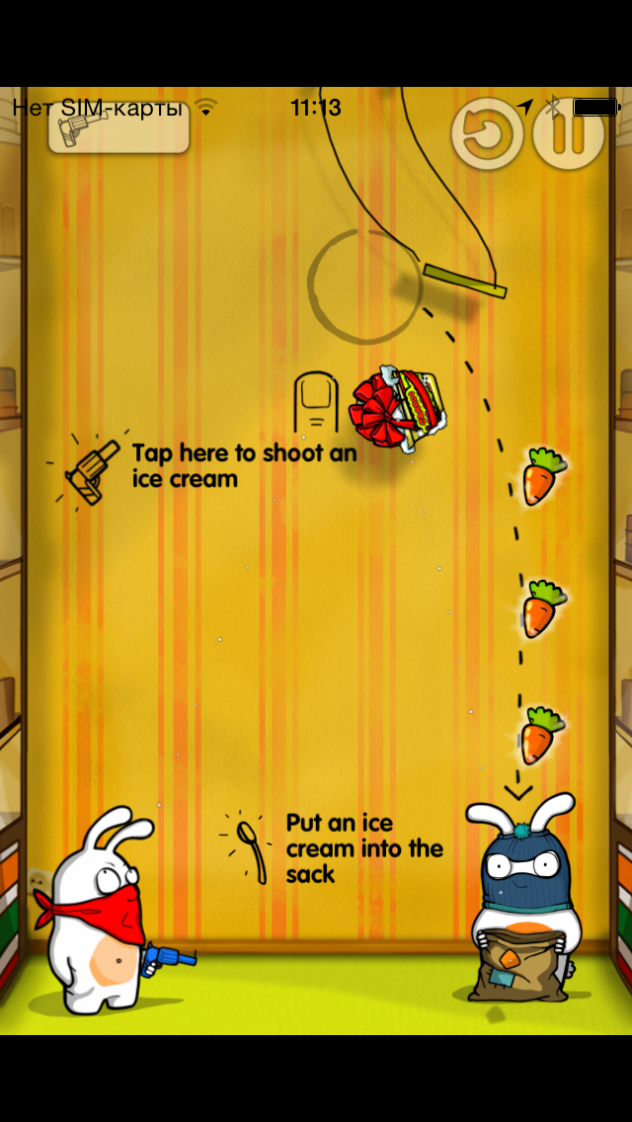 Нет SIM-карты 11:13
Tap here to shoot an
ice cream
Put an ice
cream into the
sack